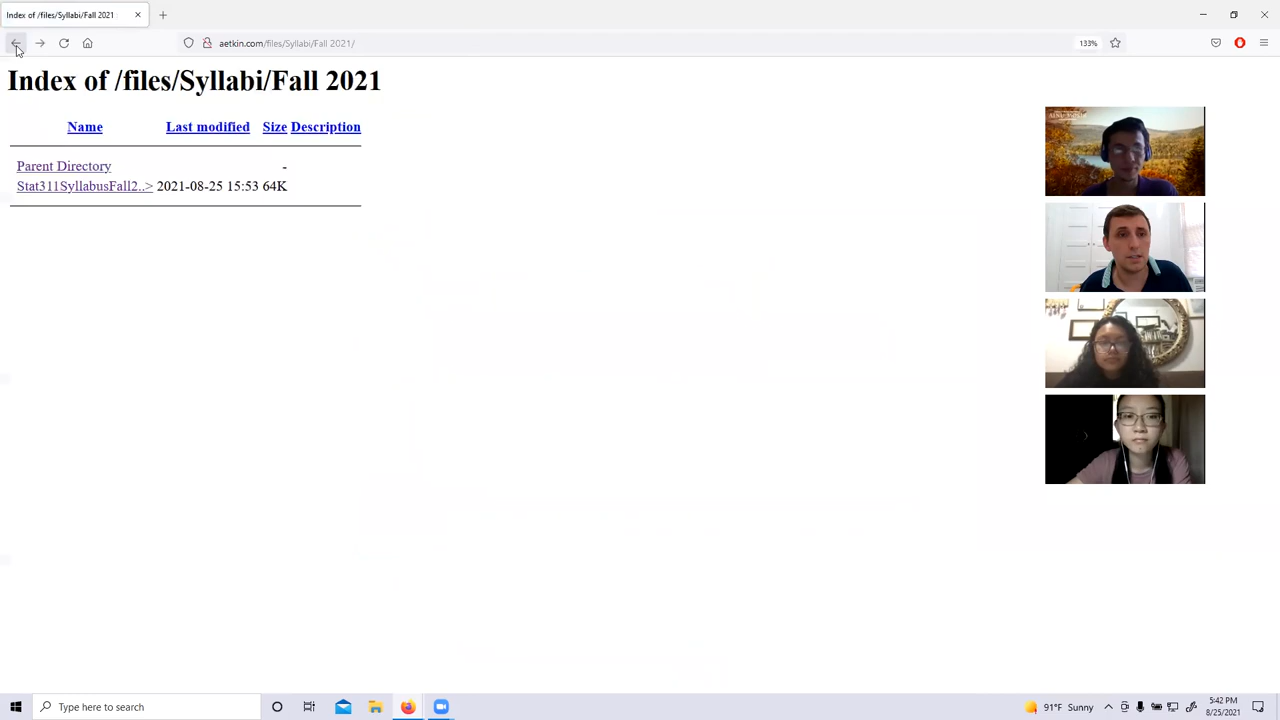 Index of /files/Syllabi/Fall 2021
aetkin.com/files/Syllabi/Fall 2021/
133%
Index of /files/Syllabi/Fall 2021
Name Last modified Size Description
Parent Directory -
Stat311SyllabusFall2..> 2021-08-25 15:53 64K
Type here to search
91°F Sunny
5:42 PM
8/25/2021